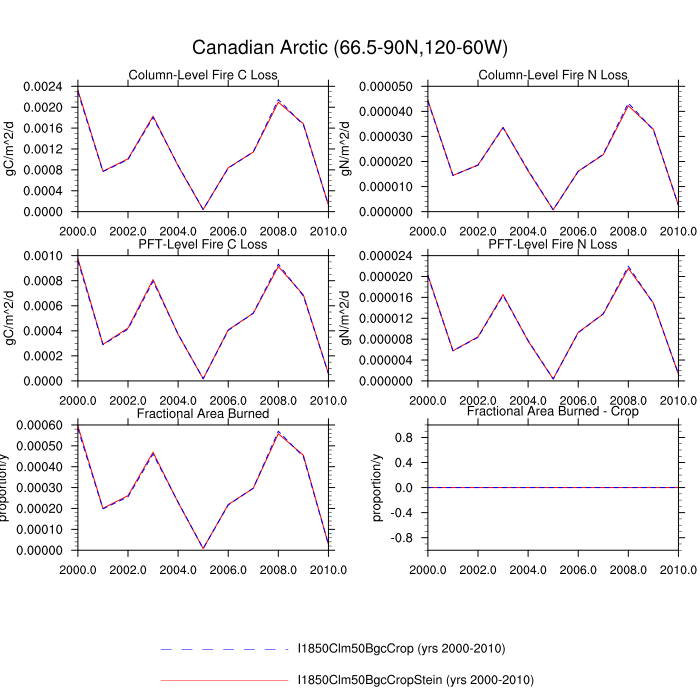 Canadian Arctic (66.5-90N,120-60W)
Column-Level Fire C Loss
gC/m^2/d
0.0024
0.0020
0.0016
0.0012
0.0008
0.0004
0.0000
2000.0 2002.0 2004.0 2006.0 2008.0 2010.0
Column-Level Fire N Loss
gN/m^2/d
0.000050
0.000040
0.000030
0.000020
0.000010
0.000000
2000.0 2002.0 2004.0 2006.0 2008.0 2010.0
PFT-Level Fire C Loss
gC/m^2/d
0.0010
0.0008
0.0006
0.0004
0.0002
0.0000
2000.0 2002.0 2004.0 2006.0 2008.0 2010.0
PFT-Level Fire N Loss
gN/m^2/d
0.000024
0.000020
0.000016
0.000012
0.000008
0.000004
0.000000
2000.0 2002.0 2004.0 2006.0 2008.0 2010.0
Fractional Area Burned
proportion/y
0.00060
0.00050
0.00040
0.00030
0.00020
0.00010
0.00000
2000.0 2002.0 2004.0 2006.0 2008.0 2010.0
Fractional Area Burned - Crop
proportion/y
0.8
0.4
0.0
-0.4
-0.8
2000.0 2002.0 2004.0 2006.0 2008.0 2010.0
I1850Clm50BgcCrop (yrs 2000-2010)
I1850Clm50BgcCropStein (yrs 2000-2010)